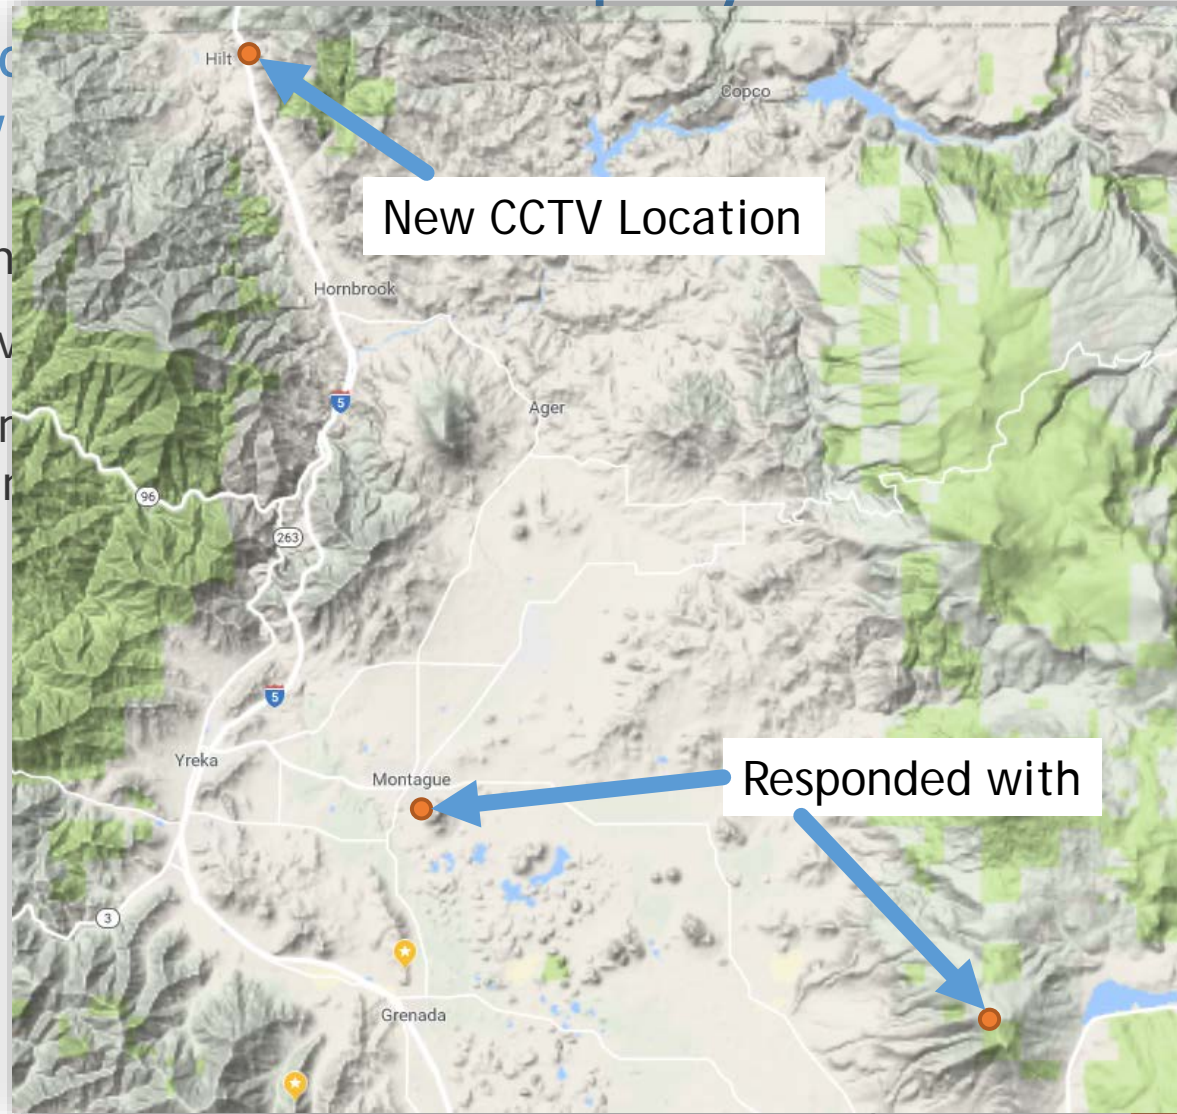 Hilt
Copco
New CCTV Location
Hornbrook
5
Ager
96
263
5
Yreka
Montague
Responded with
3
Grenada